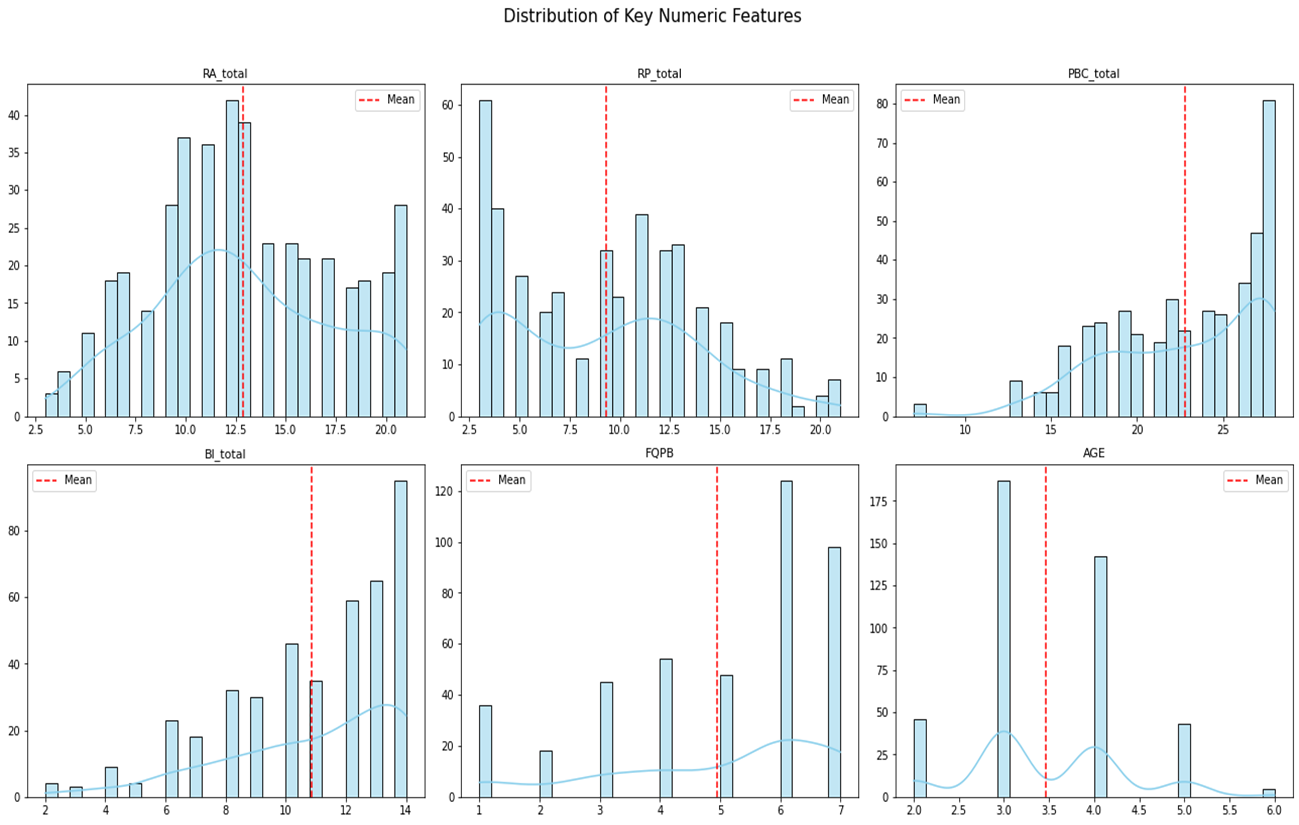 Distribution of Key Numeric Features
RA_total
Mean
40
35
30
25
20
15
10
5
0
2.5 5.0 7.5 10.0 12.5 15.0 17.5 20.0
RP_total
Mean
60
50
40
30
20
10
0
2.5 5.0 7.5 10.0 12.5 15.0 17.5 20.0
PBC_total
Mean
80
70
60
50
40
30
20
10
0
10 15 20 25
BI_total
Mean
80
60
40
20
0
2 4 6 8 10 12 14
FQPB
Mean
120
100
80
60
40
20
0
1 2 3 4 5 6 7
AGE
Mean
175
150
125
100
75
50
25
0
2.0 2.5 3.0 3.5 4.0 4.5 5.0 5.5 6.0